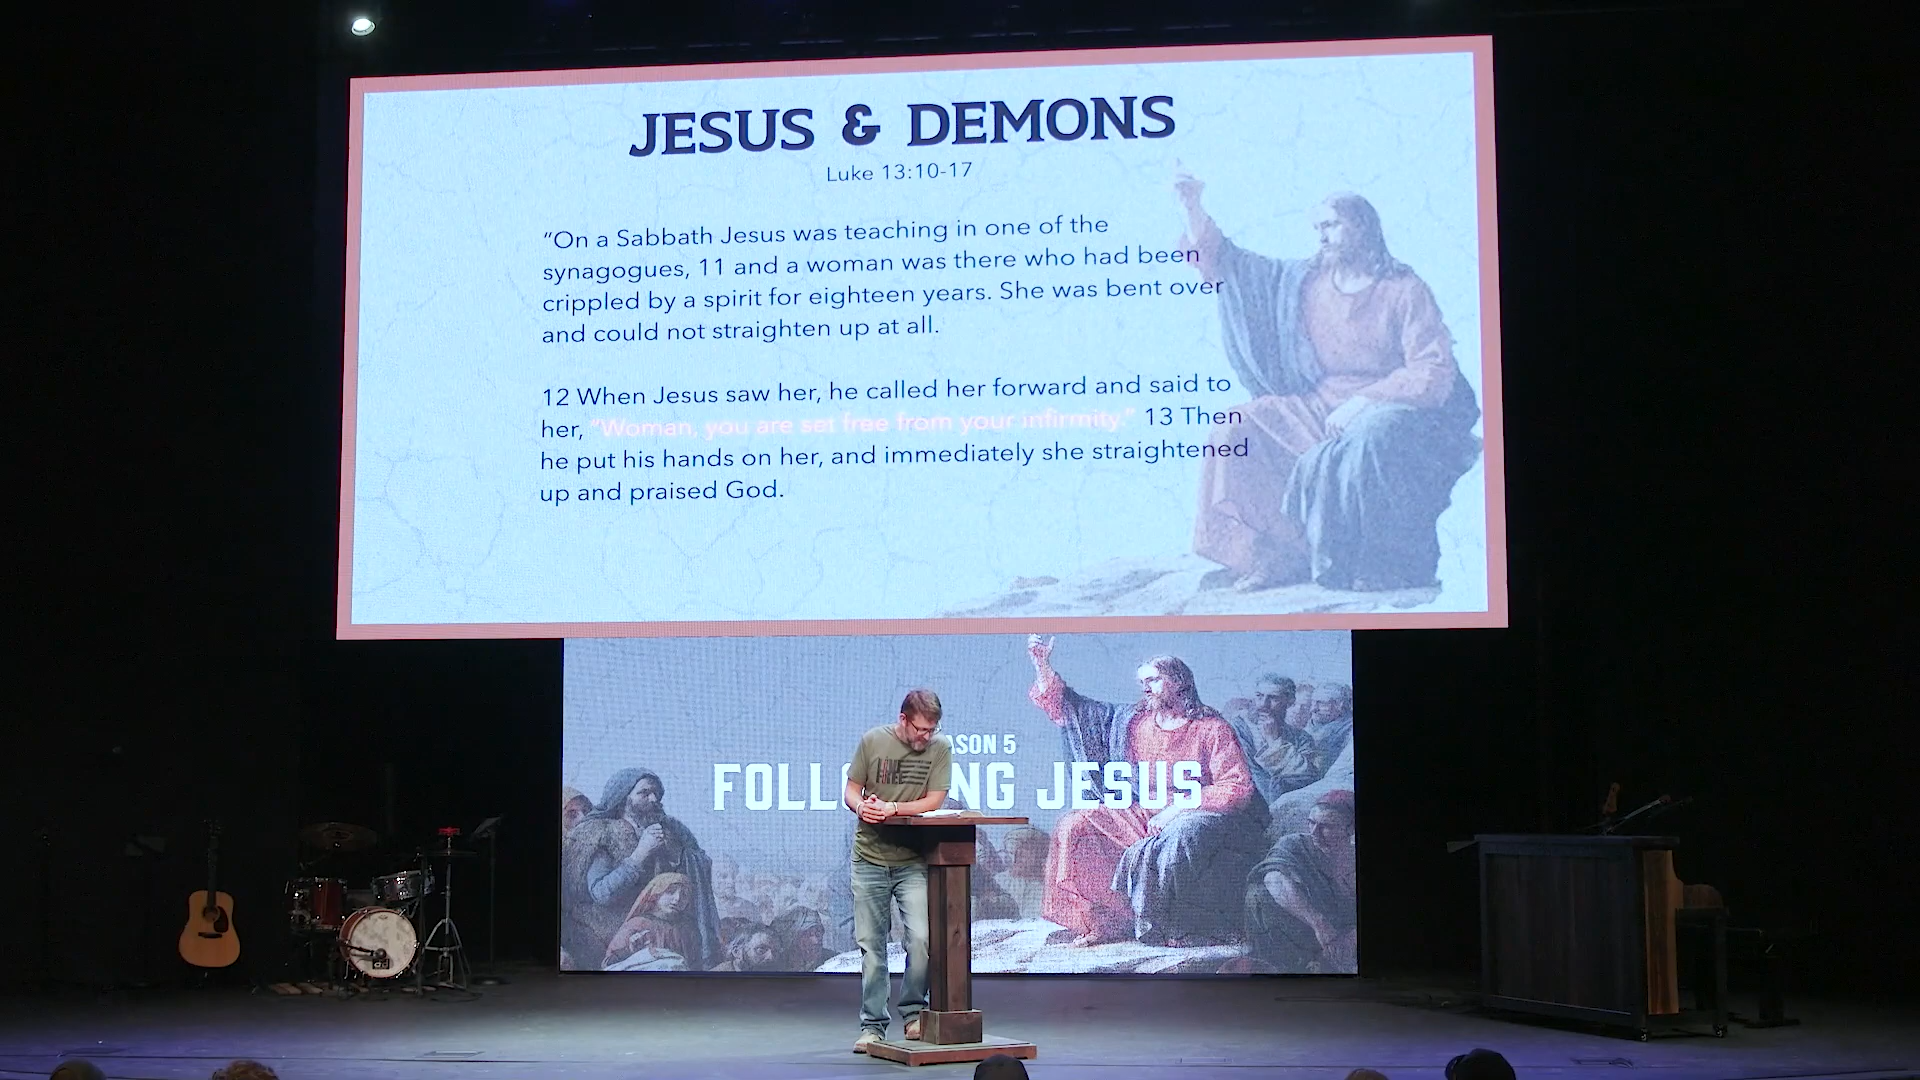 JESUS & DEMONS
Luke 13:10-17
“On a Sabbath Jesus was teaching in one of the
synagogues, 11 and a woman was there who had been
crippled by a spirit for eighteen years. She was bent over
and could not straighten up at all.
12 When Jesus saw her, he called her forward and said to
her, “Woman, you are set free from your infirmity.” 13 Then
he put his hands on her, and immediately she straightened
up and praised God.
ASON 5
FOLL NG JESUS